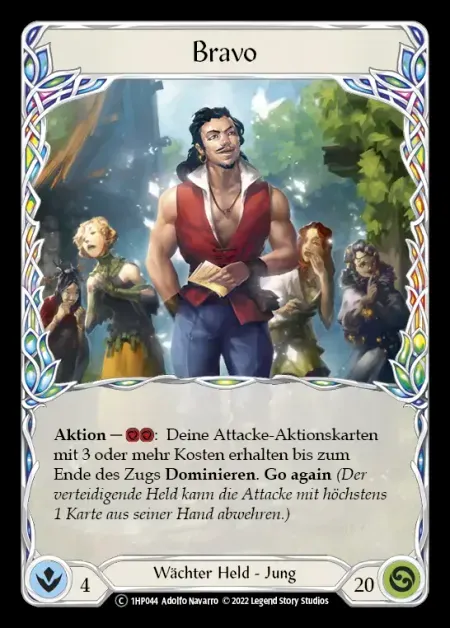 Bravo
Aktion — : Deine Attacke-Aktionskarten
mit 3 oder mehr Kosten erhalten bis zum
Ende des Zugs Dominieren. Go again (Der
verteidigende Held kann die Attacke mit höchstens
1 Karte aus seiner Hand abwehren.)
4
Wächter Held - Jung
20
C 1HP044 Adolfo Navarro © 2022 Legend Story Studios